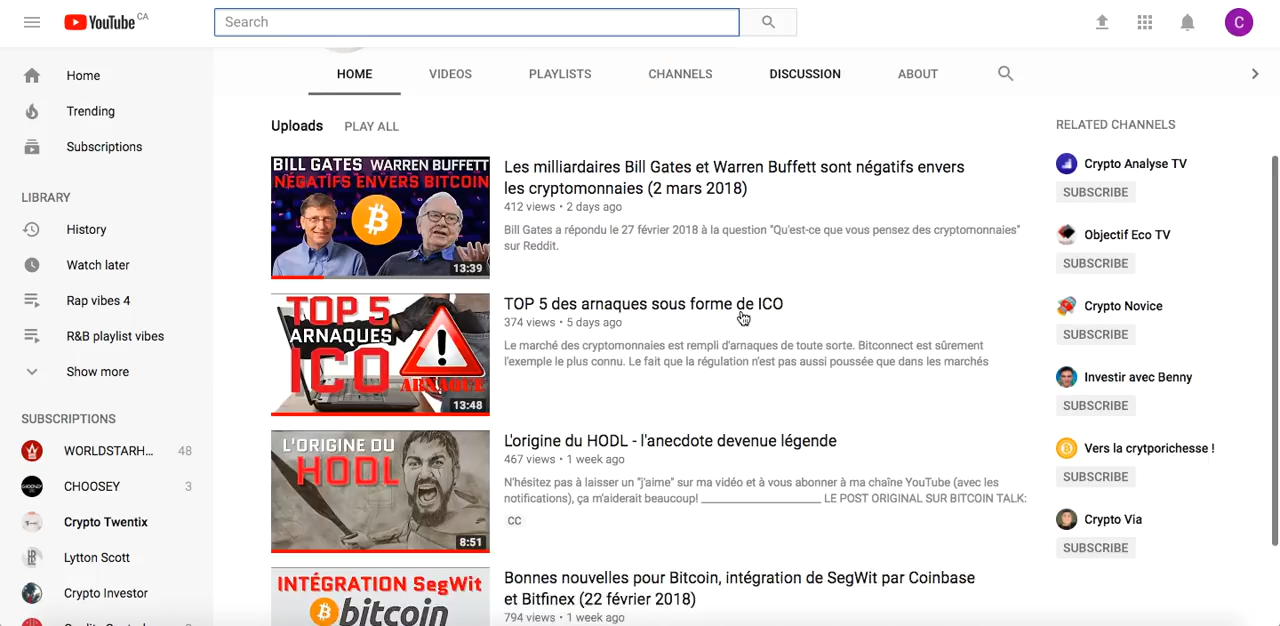 YouTube CA
Search
C
Home
Trending
Subscriptions
LIBRARY
History
Watch later
Rap vibes 4
R&B playlist vibes
Show more
SUBSCRIPTIONS
WORLDSTARH... 48
CHOOSEY 3
Crypto Twentix
Lytton Scott
Crypto Investor
HOME VIDEOS PLAYLISTS CHANNELS DISCUSSION ABOUT
Uploads PLAY ALL
BILL GATES WARREN BUFFETT
NÉGATIFS ENVERS BITCOIN
13:39
Les milliardaires Bill Gates et Warren Buffett sont négatifs envers
les cryptomonnaies (2 mars 2018)
412 views • 2 days ago
Bill Gates a répondu le 27 février 2018 à la question "Qu'est-ce que vous pensez des cryptomonnaies"
sur Reddit.
TOP 5
ARNAQUES
ICO
ARNAQUE
13:48
TOP 5 des arnaques sous forme de ICO
374 views • 5 days ago
Le marché des cryptomonnaies est rempli d'arnaques de toute sorte. Bitconnect est sûrement
l'exemple le plus connu. Le fait que la régulation n'est pas aussi poussée que dans les marchés
L'ORIGINE DU
HODL
8:51
L'origine du HODL - l'anecdote devenue légende
467 views • 1 week ago
N'hésitez pas à laisser un "j'aime" sur ma vidéo et à vous abonner à ma chaîne YouTube (avec les
notifications), ça m'aiderait beaucoup! ____________________ LE POST ORIGINAL SUR BITCOIN TALK:
CC
INTÉGRATION SegWit
bitcoin
Bonnes nouvelles pour Bitcoin, intégration de SegWit par Coinbase
et Bitfinex (22 février 2018)
794 views • 1 week ago
RELATED CHANNELS
Crypto Analyse TV
SUBSCRIBE
Objectif Eco TV
SUBSCRIBE
Crypto Novice
SUBSCRIBE
Investir avec Benny
SUBSCRIBE
Vers la crytporichesse !
SUBSCRIBE
Crypto Via
SUBSCRIBE